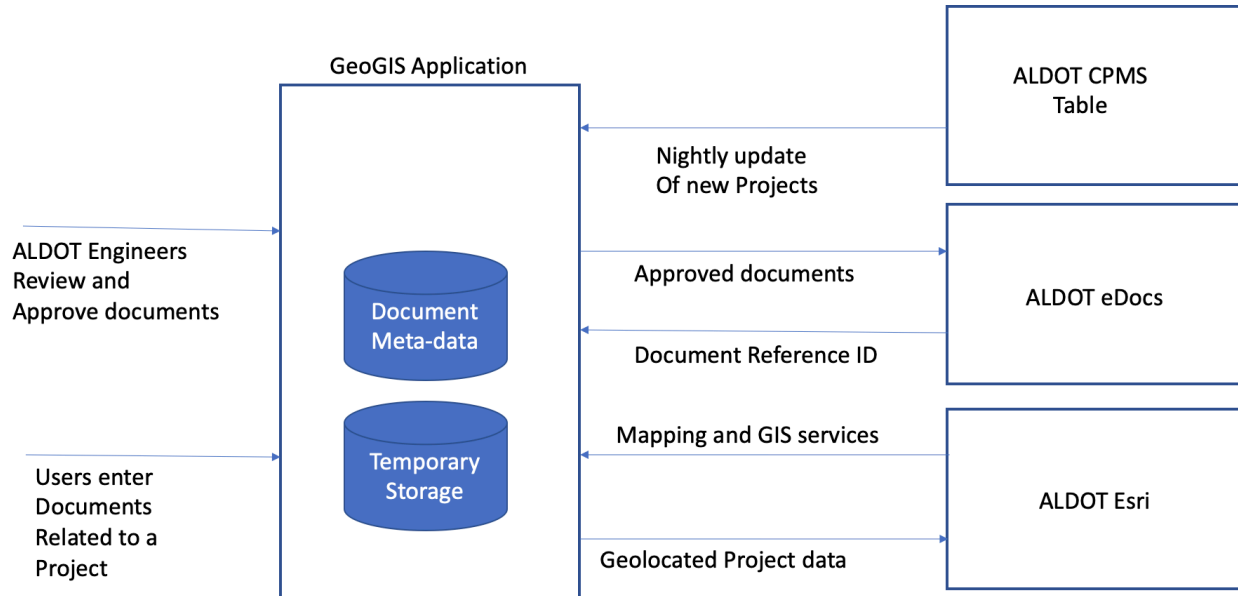 GeoGIS Application
ALDOT CPMS
Table
Nightly update
Of new Projects
ALDOT Engineers
Review and
Approve documents
Document
Meta-data
Approved documents
ALDOT eDocs
Document Reference ID
Mapping and GIS services
Temporary
Storage
Users enter
Documents
Related to a
Project
ALDOT Esri
Geolocated Project data